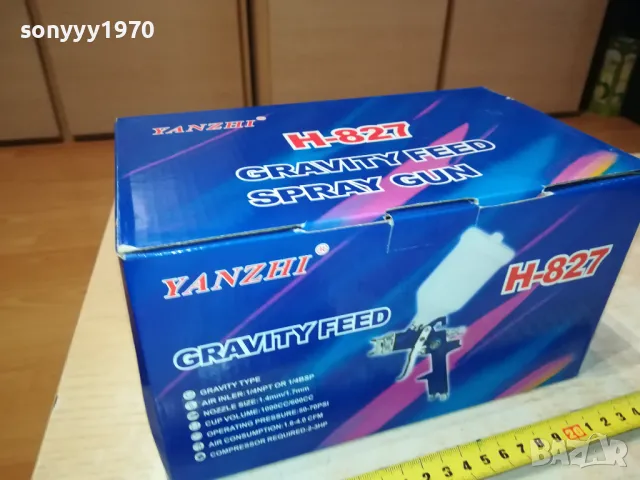 sonyyy1970
YANZHI ®
H-827
GRAVITY FEED
SPRAY GUN
YANZHI ®
H-827
GRAVITY FEED
GRAVITY TYPE
AIR INLER: 1/4NPT OR 1/4BSP
NOZZLE SIZE: 1.4mm/1.7mm
CUP VOLUME: 1000CC/600CC
OPERATING PRESSURE: 50-70PSI
AIR CONSUMPTION: 1.8-4.0 CFM
COMPRESSOR REQUIRED: 2-3HP
BAZAR